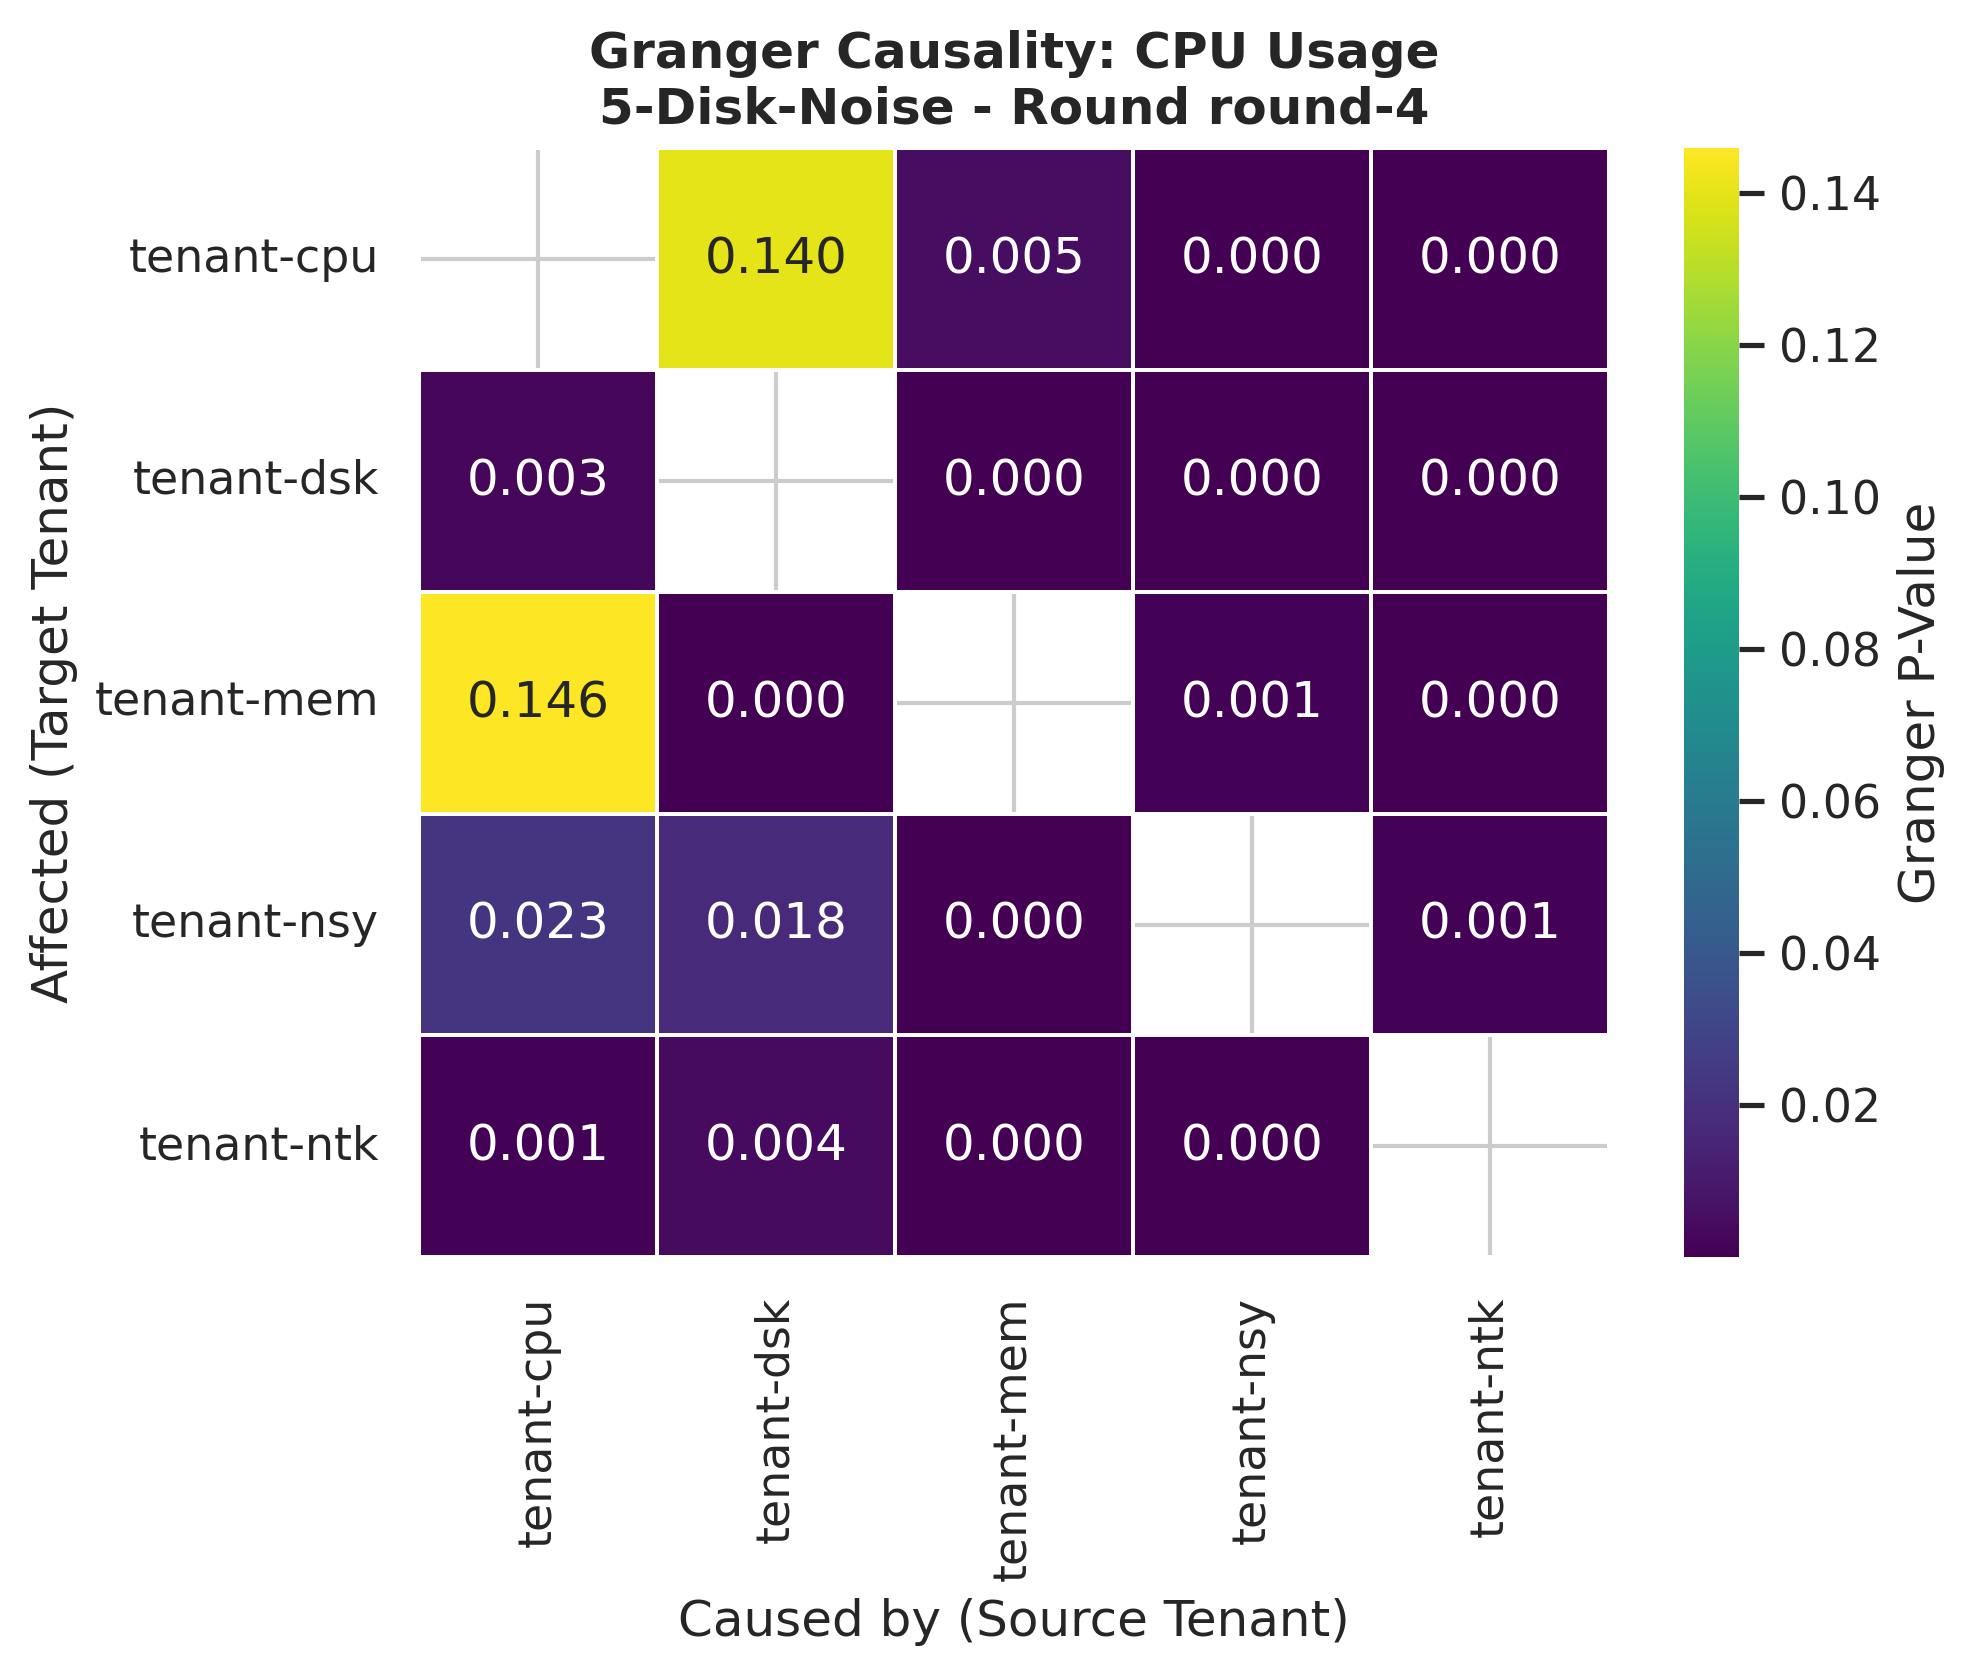 Granger Causality: CPU Usage
5-Disk-Noise - Round round-4
Affected (Target Tenant)
tenant-cpu 0.140 0.005 0.000 0.000
tenant-dsk 0.003 0.000 0.000 0.000
tenant-mem 0.146 0.000 0.001 0.000
tenant-nsy 0.023 0.018 0.000 0.001
tenant-ntk 0.001 0.004 0.000 0.000
tenant-cpu
tenant-dsk
tenant-mem
tenant-nsy
tenant-ntk
Caused by (Source Tenant)
0.14
0.12
0.10
0.08
0.06
0.04
0.02
Granger P-Value